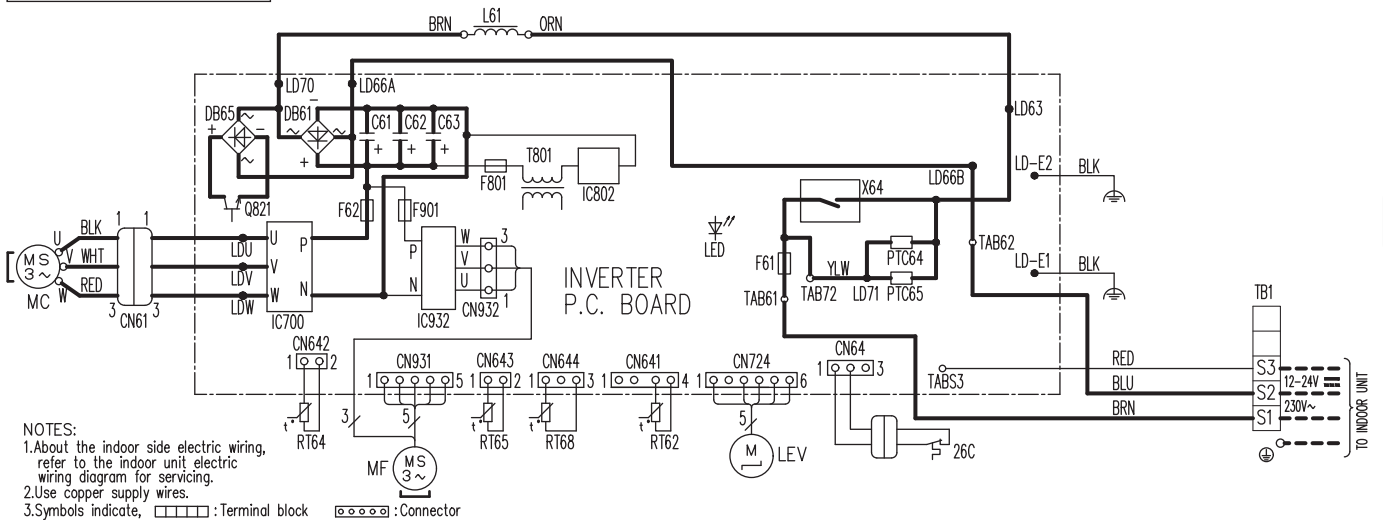 BRN
L61
ORN
LD70
LD66A
LD63
DB65
DB61
C61
C62
C63
T801
F801
IC802
LD66B
LD-E2
BLK
X64
Q821
F62
F901
LED
TAB62
LD-E1
BLK
U
BLK
1
1
LDU
U
P
P
W
3
V
WHT
LDV
V
V
MS
3~
MC
W
RED
3
CN61
3
LDW
W
N
IC700
N
U
1
IC932
CN932
INVERTER
P.C. BOARD
F61
PTC64
YLW
TAB61
TAB72
LD71
PTC65
TB1
CN642
1
2
CN931
1
5
CN643
1
2
CN644
1
3
CN641
1
4
CN724
1
6
CN64
1
3
TABS3
RED
BLU
BRN
S3
12-24V
S2
230V~
S1
TO INDOOR UNIT
t°
RT64
3
5
t°
RT65
t°
RT68
t°
RT62
5
M
LEV
26C
MF
MS
3~
NOTES:
1.About the indoor side electric wiring,
refer to the indoor unit electric
wiring diagram for servicing.
2.Use copper supply wires.
3.Symbols indicate, :Terminal block :Connector